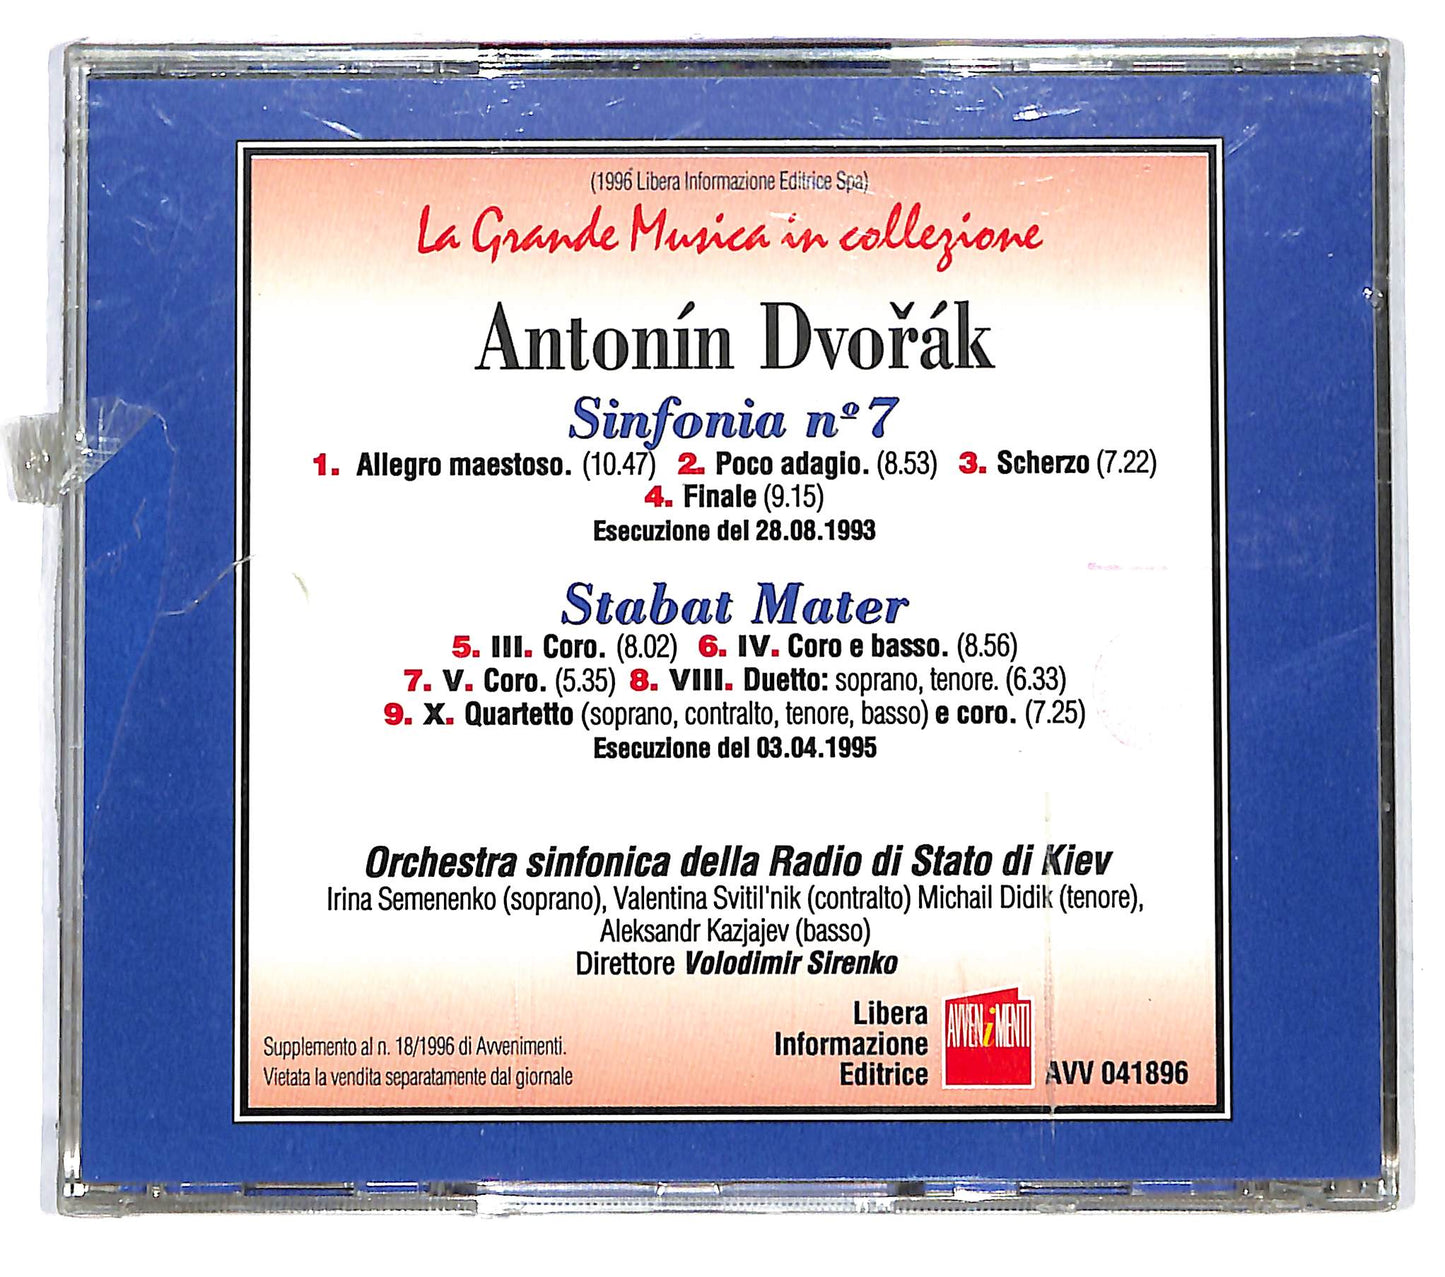 (1996 Libera Informazione Editrice Spa)
La Grande Musica in collezione
Antonín Dvořák
Sinfonia nº 7
1. Allegro maestoso. (10.47) 2. Poco adagio. (8.53) 3. Scherzo (7.22)
4. Finale (9.15)
Esecuzione del 28.08.1993
Stabat Mater
5. III. Coro. (8.02) 6. IV. Coro e basso. (8.56)
7. V. Coro. (5.35) 8. VIII. Duetto: soprano, tenore. (6.33)
9. X. Quartetto (soprano, contralto, tenore, basso) e coro. (7.25)
Esecuzione del 03.04.1995
Orchestra sinfonica della Radio di Stato di Kiev
Irina Semenenko (soprano), Valentina Svitil'nik (contralto) Michail Didik (tenore),
Aleksandr Kazjajev (basso)
Direttore Volodimir Sirenko
Supplemento al n. 18/1996 di Avvenimenti.
Vietata la vendita separatamente dal giornale
Libera
Informazione
Editrice
AVVENiMENTI
AVV 041896